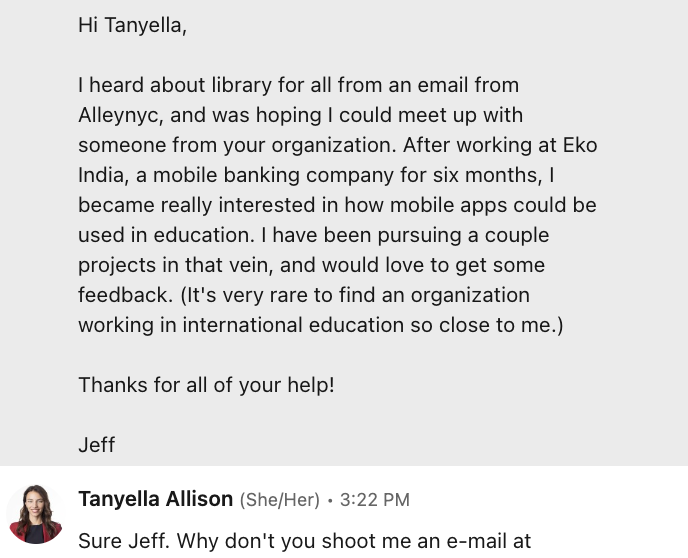 Hi Tanyella,
I heard about library for all from an email from
Alleynyc, and was hoping I could meet up with
someone from your organization. After working at Eko
India, a mobile banking company for six months, I
became really interested in how mobile apps could be
used in education. I have been pursuing a couple
projects in that vein, and would love to get some
feedback. (It's very rare to find an organization
working in international education so close to me.)
Thanks for all of your help!
Jeff
Tanyella Allison (She/Her) • 3:22 PM
Sure Jeff. Why don't you shoot me an e-mail at